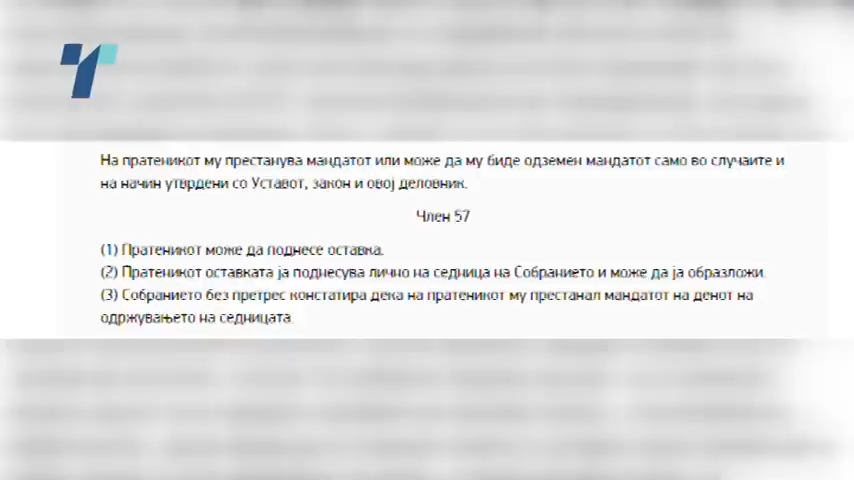 На пратеникот му престанува мандатот или може да му биде одземен мандатот само во случаите и
на начин утврдени со Уставот, закон и овој деловник.
Член 57
(1) Пратеникот може да поднесе оставка.
(2) Пратеникот оставката ја поднесува лично на седница на Собранието и може да ја образложи.
(3) Собранието без претрес констатира дека на пратеникот му престанал мандатот на денот на
одржувањето на седницата.